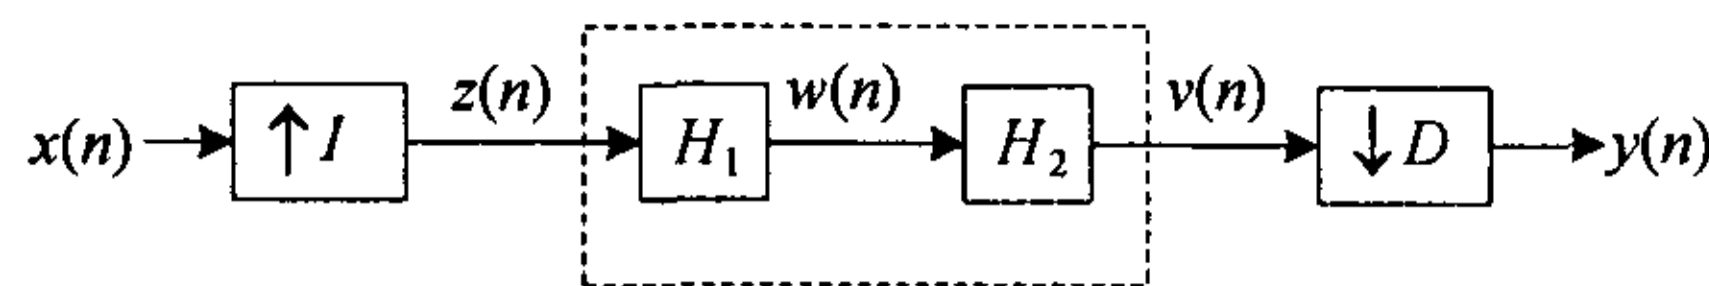 x(n) ↑I z(n) H₁ w(n) H₂ v(n) ↓D y(n)